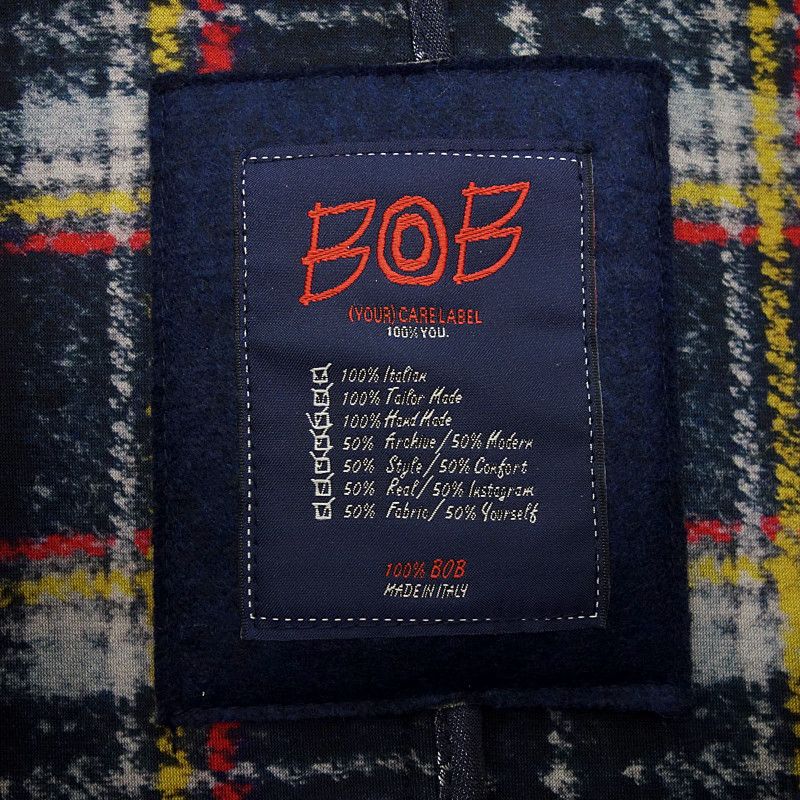 BOB
(YOUR) CARE LABEL
100% YOU.
100% Italian
100% Tailor Made
100% Hand Made
50% Archive/50% Modern
50% Style/50% Confort
50% Real/50% Instagram
50% Fabric/50% Yourself
100% BOB
MADE IN ITALY